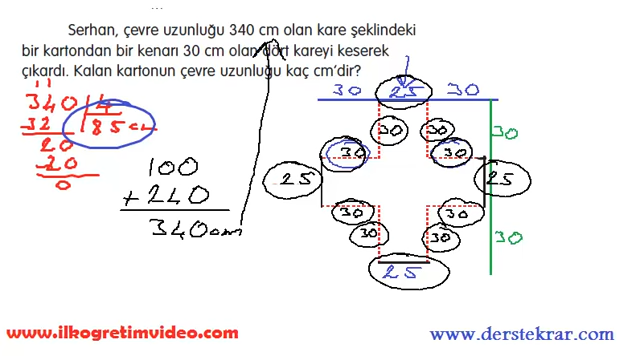 Serhan, çevre uzunluğu 340 cm olan kare şeklindeki
bir kartondan bir kenarı 30 cm olan dört kareyi keserek
çıkardı. Kalan kartonun çevre uzunluğu kaç cm'dir?
340 4
-32 85 cm
20
-20
0
100
+240
340 cm
30 25 30
30 30 30
30 30
25 25
30 30
30 30 30
25
www.ilkogretimvideo.com
www.derstekrar.com